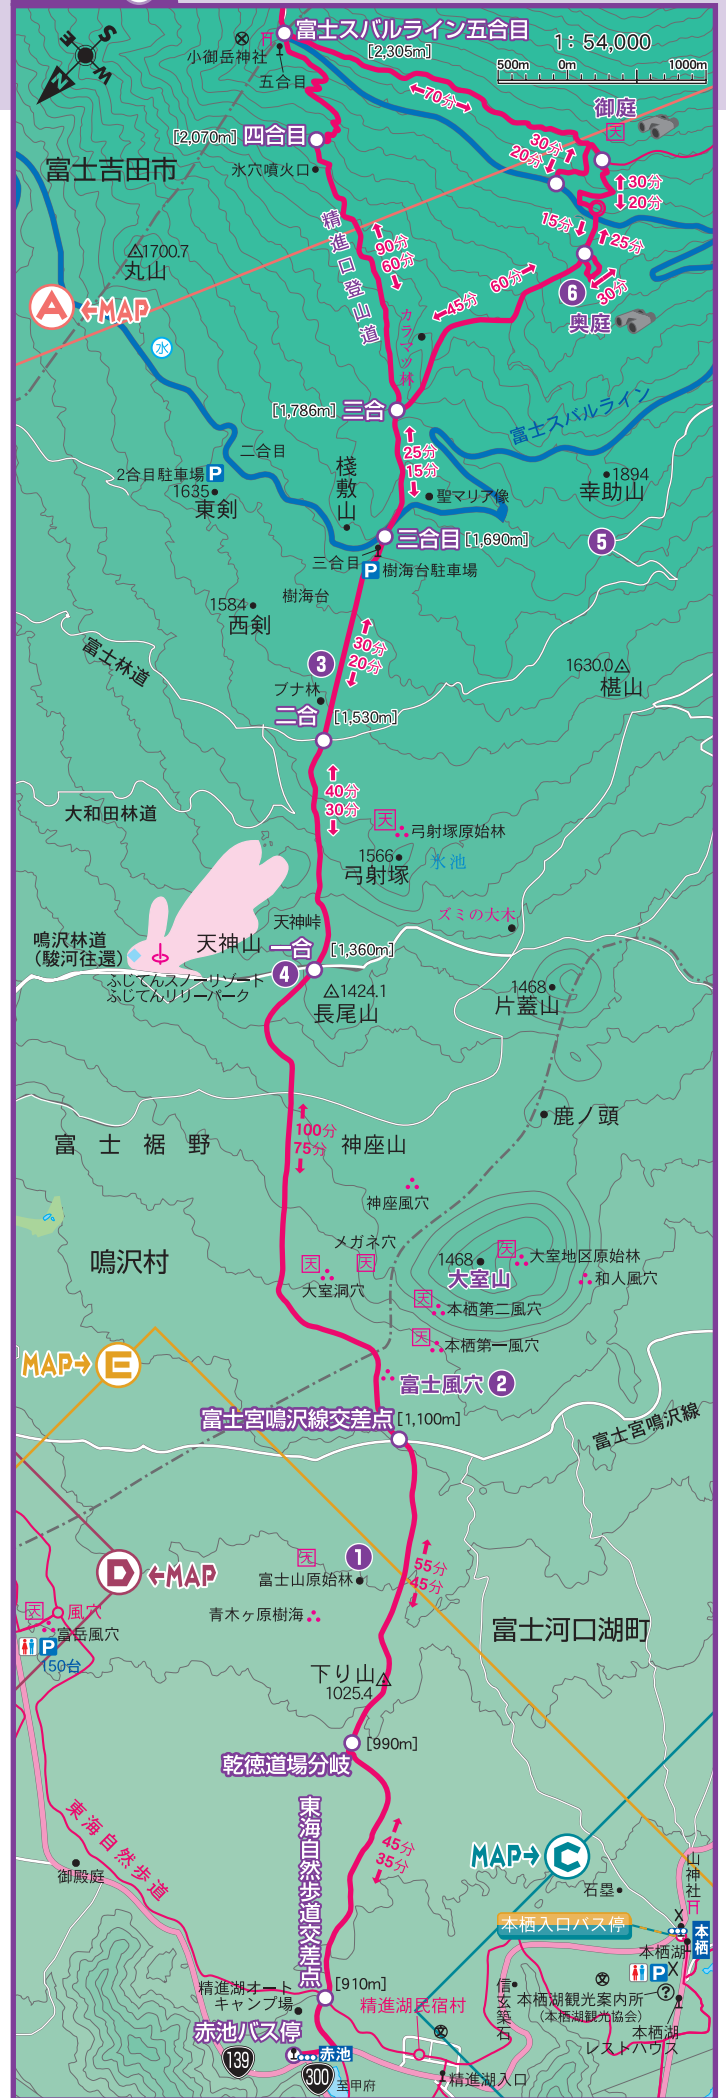 富士スバルライン五合目
[2,305m]
小御岳神社
五合目
1:54,000
500m 0m 1000m
S
E
W
N
御庭
天
70分
30分
20分
30分
20分
15分
25分
四合目
[2,070m]
氷穴噴火口
富士吉田市
精進口登山道
90分
60分
1700.7
丸山
A
←MAP
水
6
30分
奥庭
60分
45分
カラマツ林
三合
[1,786m]
富士スバルライン
25分
15分
二合目
2合目駐車場 P
1635
東剣
棧敷山
聖マリア像
1894
幸助山
5
三合目
[1,690m]
三合目
P 樹海台駐車場
樹海台
1584
西剣
富士林道
30分
20分
3
ブナ林
1630.0
椹山
二合
[1,530m]
40分
30分
大和田林道
天
弓射塚原始林
1566
弓射塚
氷池
ズミの大木
天神峠
鳴沢林道
(駿河往還)
天神山
一合
[1,360m]
4
ふじてんスノーリゾート
ふじてんリリーパーク
1424.1
長尾山
1468
片蓋山
100分
75分
鹿ノ頭
富士裾野
神座山
神座風穴
メガネ穴
天
天
大室洞穴
鳴沢村
1468
大室山
天
大室地区原始林
和人風穴
天
本栖第二風穴
天
本栖第一風穴
MAP→
E
富士風穴 2
富士宮鳴沢線交差点
[1,100m]
富士宮鳴沢線
D
←MAP
天
1
富士山原始林
55分
45分
青木ヶ原樹海
天
風穴
富岳風穴
P
150台
富士河口湖町
下り山
1025.4
[990m]
乾徳道場分岐
東海自然歩道
45分
35分
東海自然歩道交差点
MAP→
C
御殿庭
石塁
山神社
本栖入口バス停
本栖
本栖湖
P
[910m]
精進湖オート
キャンプ場
精進湖民宿村
信玄築石
本栖湖観光案内所
(本栖湖観光協会)
?
本栖湖
レストハウス
赤池バス停
赤池
139
300
至甲府
精進湖入口